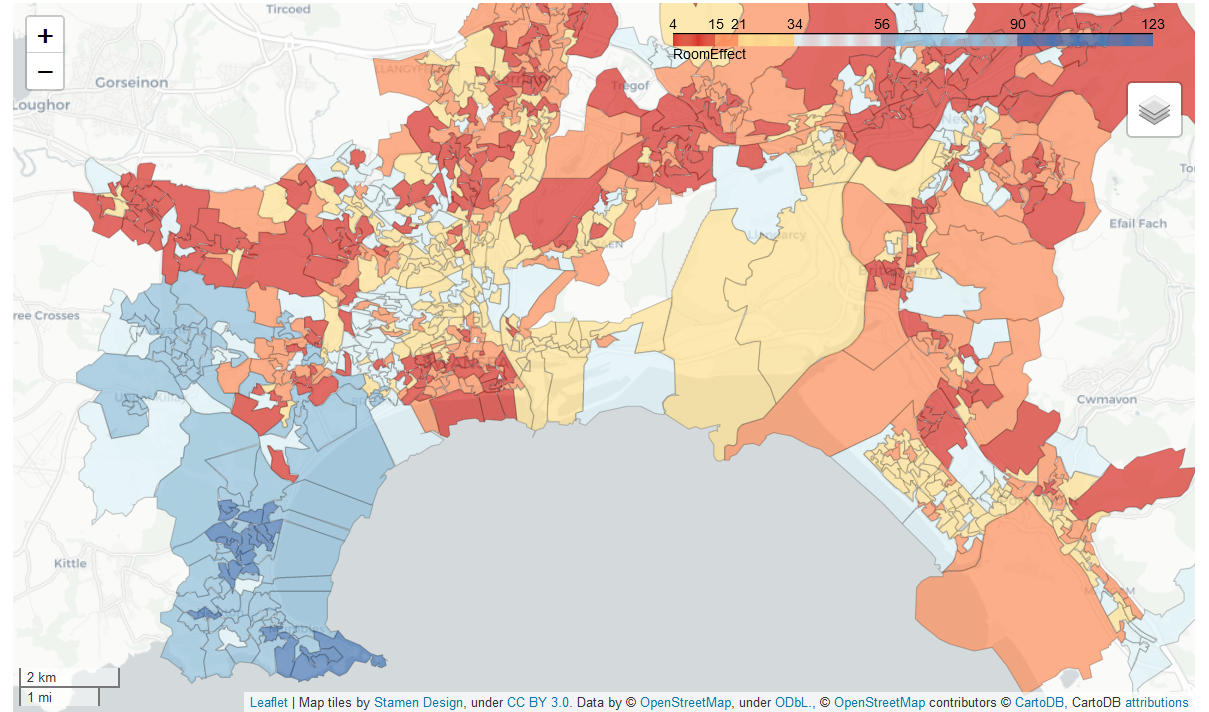 Tircoed
+
4 15 21 34 56 90 123
RoomEffect
−
Gorseinon
Tregof
Loughor
Efail Fach
Llandarcy
ree Crosses
Cwmavon
Kittle
2 km
1 mi
Leaflet | Map tiles by Stamen Design, under CC BY 3.0. Data by © OpenStreetMap, under ODbL., © OpenStreetMap contributors © CartoDB, CartoDB attributions